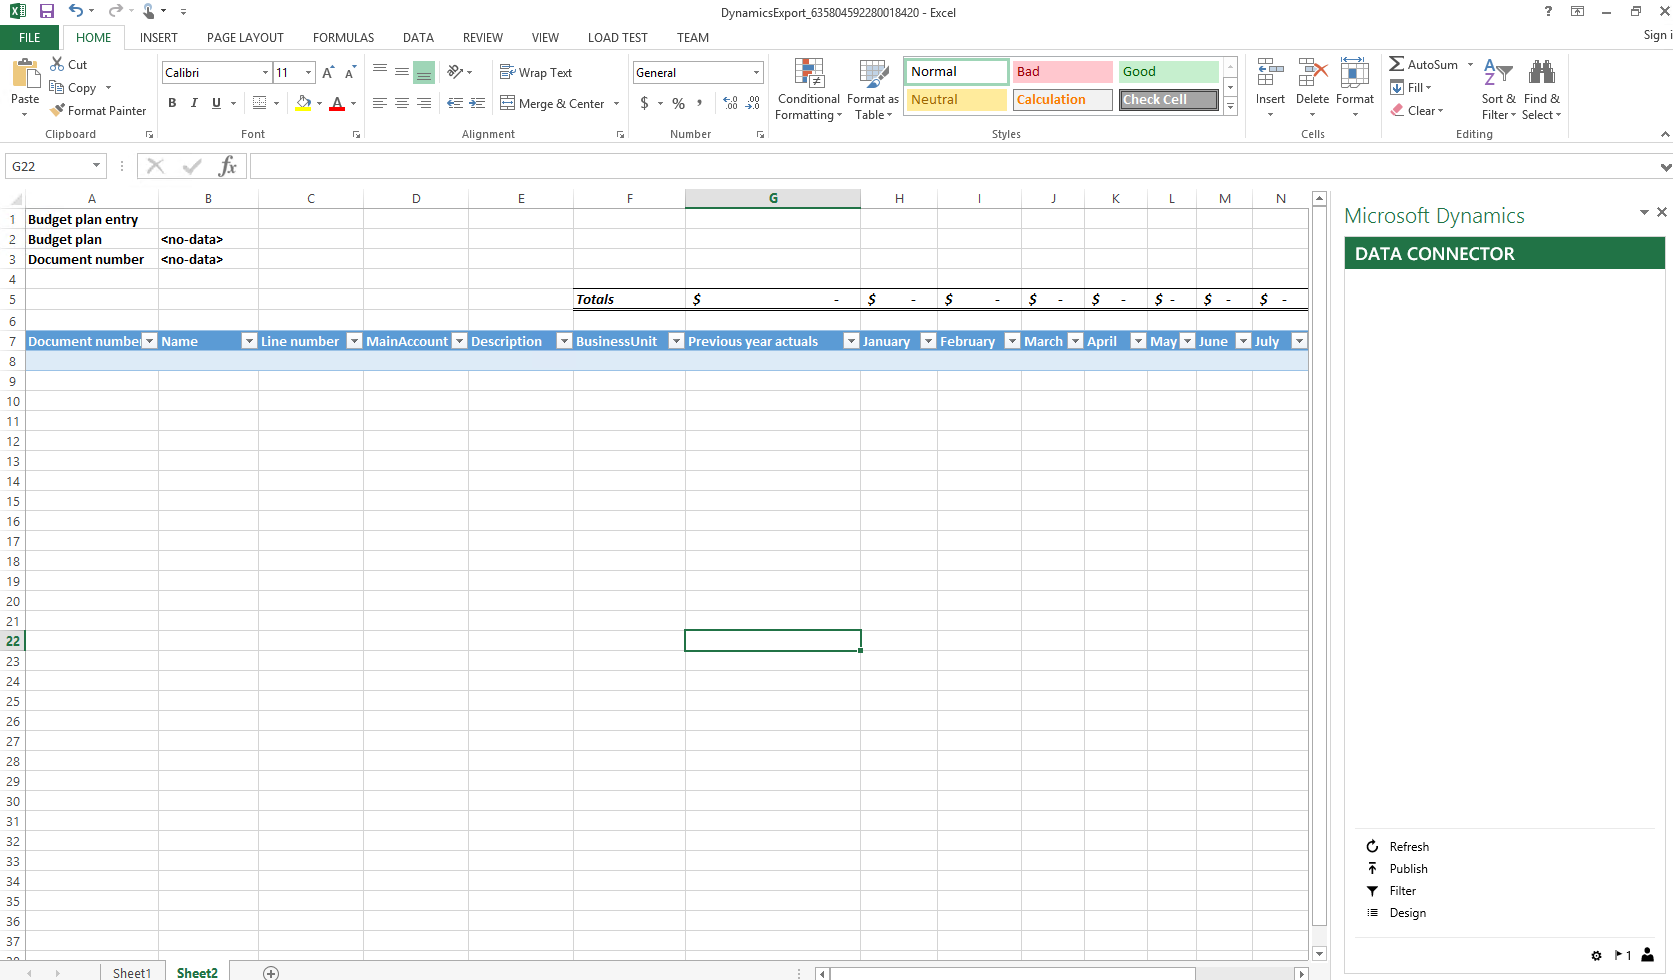 DynamicsExport_635804592280018420 - Excel
?
FILE HOME INSERT PAGE LAYOUT FORMULAS DATA REVIEW VIEW LOAD TEST TEAM
Sign i
Paste
Cut
Copy
Format Painter
Clipboard
Calibri 11
B I U
Font
Wrap Text
Merge & Center
Alignment
General
$ % ,
Number
Conditional
Formatting
Format as
Table
Normal Bad Good
Neutral Calculation Check Cell
Styles
Insert Delete Format
Cells
AutoSum
Fill
Clear
Sort &
Filter
Find &
Select
Editing
G22
fx
A B C D E F G H I J K L M N
1 Budget plan entry
2 Budget plan <no-data>
3 Document number <no-data>
4
5 Totals $ - $ - $ - $ - $ - $ - $ - $ -
6
7 Document number Name Line number MainAccount Description BusinessUnit Previous year actuals January February March April May June July
8
9
10
11
12
13
14
15
16
17
18
19
20
21
22
23
24
25
26
27
28
29
30
31
32
33
34
35
36
37
Sheet1 Sheet2
Microsoft Dynamics
DATA CONNECTOR
Refresh
Publish
Filter
Design
1